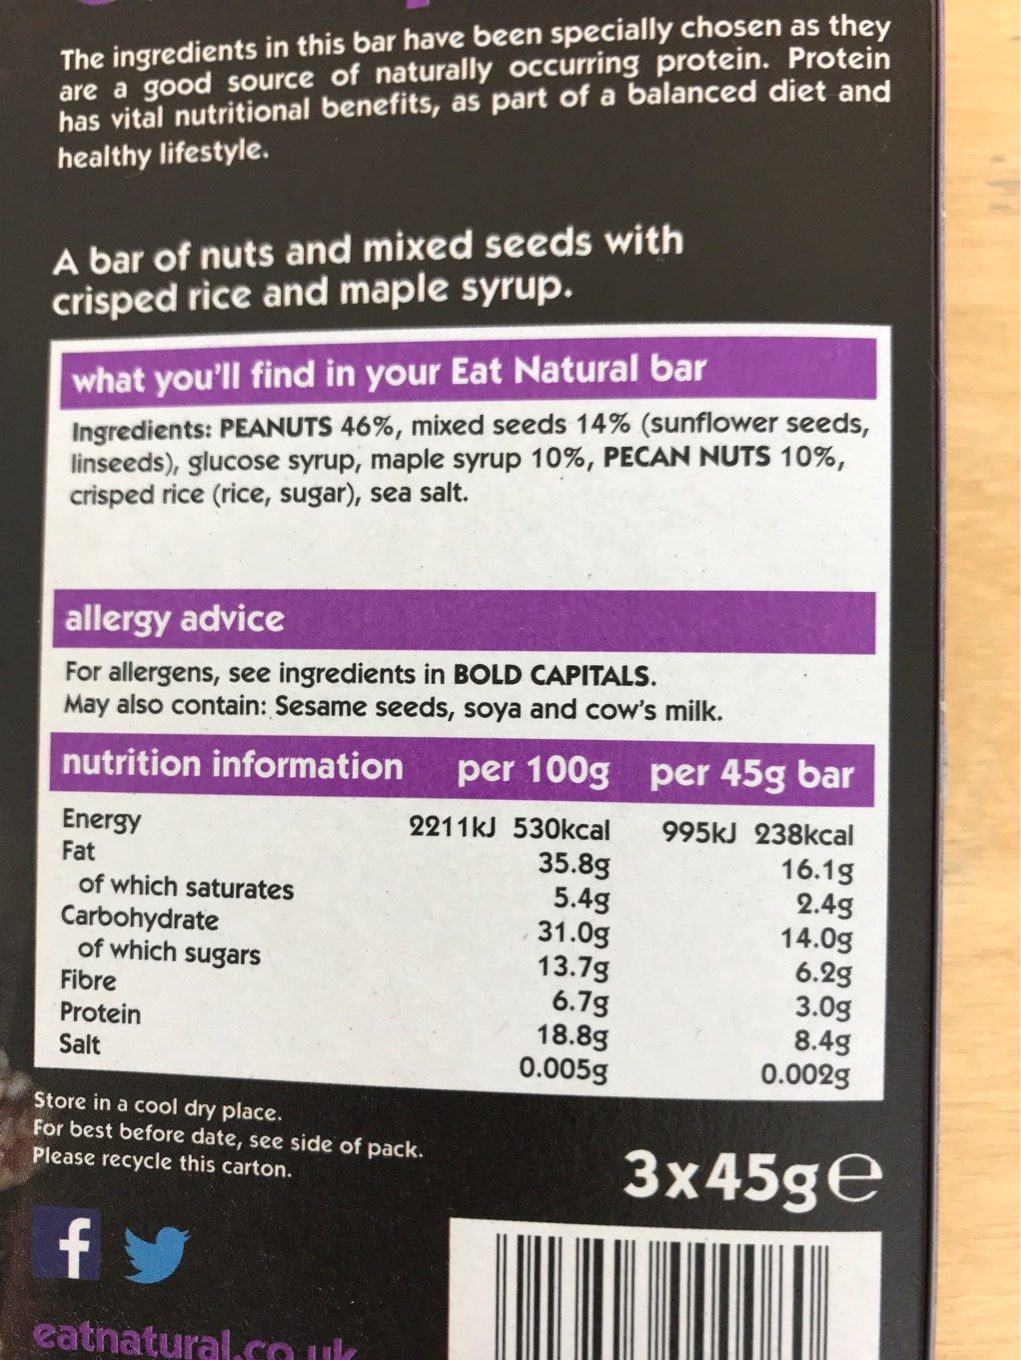 The ingredients in this bar have been specially chosen as they
are a good source of naturally occurring protein. Protein
has vital nutritional benefits, as part of a balanced diet and
healthy lifestyle.
A bar of nuts and mixed seeds with
crisped rice and maple syrup.
what you'll find in your Eat Natural bar
Ingredients: PEANUTS 46%, mixed seeds 14% (sunflower seeds,
linseeds), glucose syrup, maple syrup 10%, PECAN NUTS 10%,
crisped rice (rice, sugar), sea salt.
allergy advice
For allergens, see ingredients in BOLD CAPITALS.
May also contain: Sesame seeds, soya and cow's milk.
nutrition information per 100g per 45g bar
Energy 2211kJ 530kcal 995kJ 238kcal
Fat 35.8g 16.1g
of which saturates 5.4g 2.4g
Carbohydrate 31.0g 14.0g
of which sugars 13.7g 6.2g
Fibre 6.7g 3.0g
Protein 18.8g 8.4g
Salt 0.005g 0.002g
Store in a cool dry place.
For best before date, see side of pack.
Please recycle this carton.
3x45g℮
f
eatnatural.co.uk